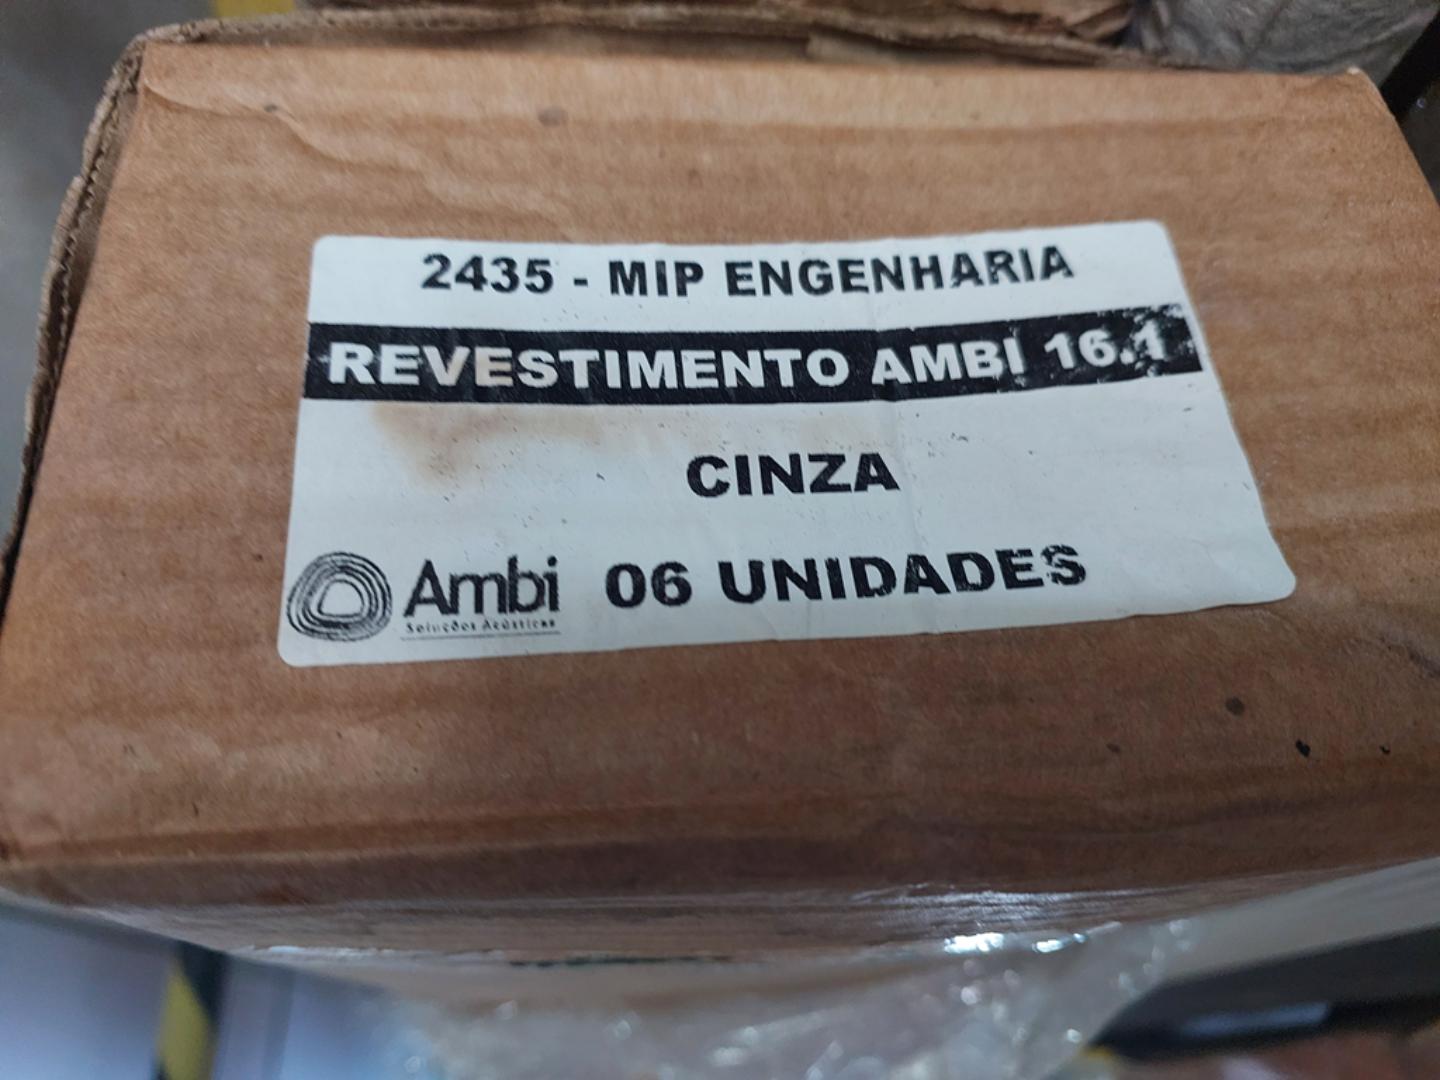 2435 - MIP ENGENHARIA
REVESTIMENTO AMBI 16.1
CINZA
Ambi 06 UNIDADES
Soluções Acústicas